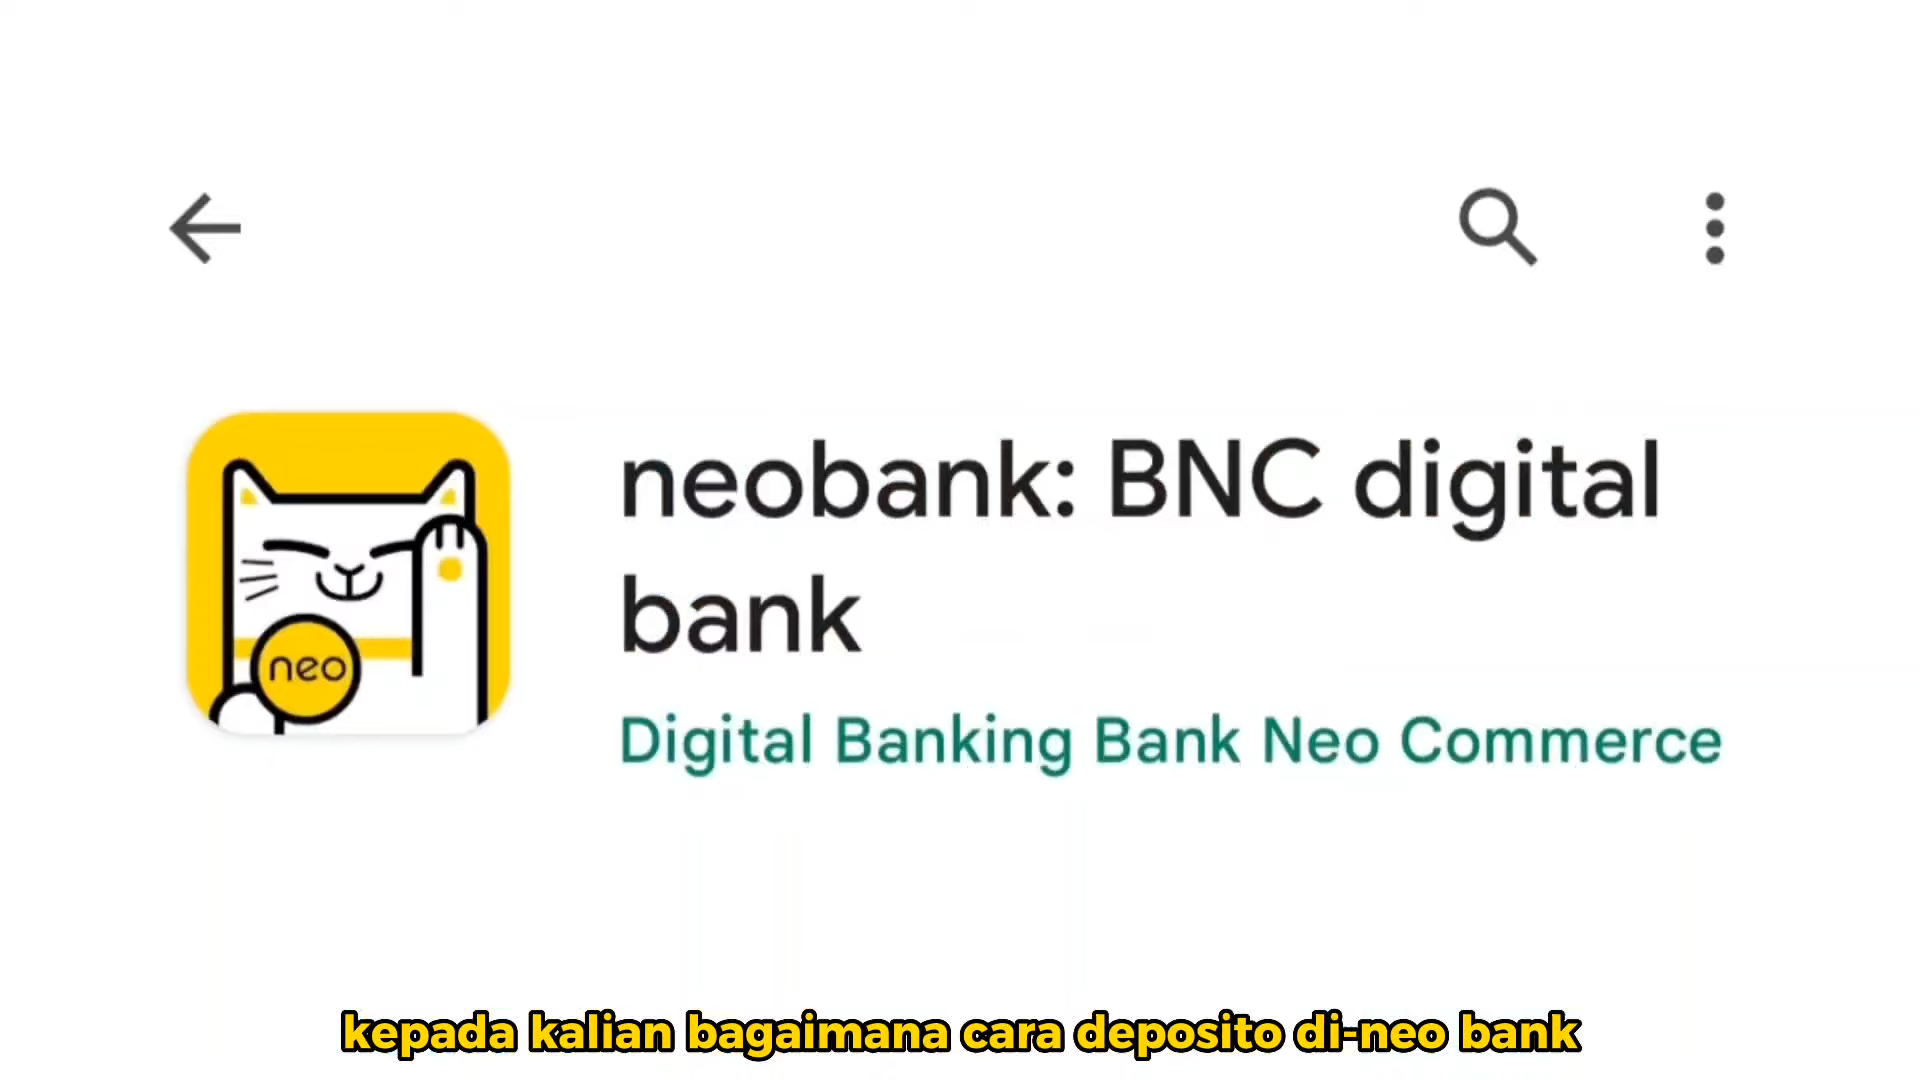 neobank: BNC digital
bank
Digital Banking Bank Neo Commerce
neo
kepada kalian bagaimana cara deposito di-neo bank